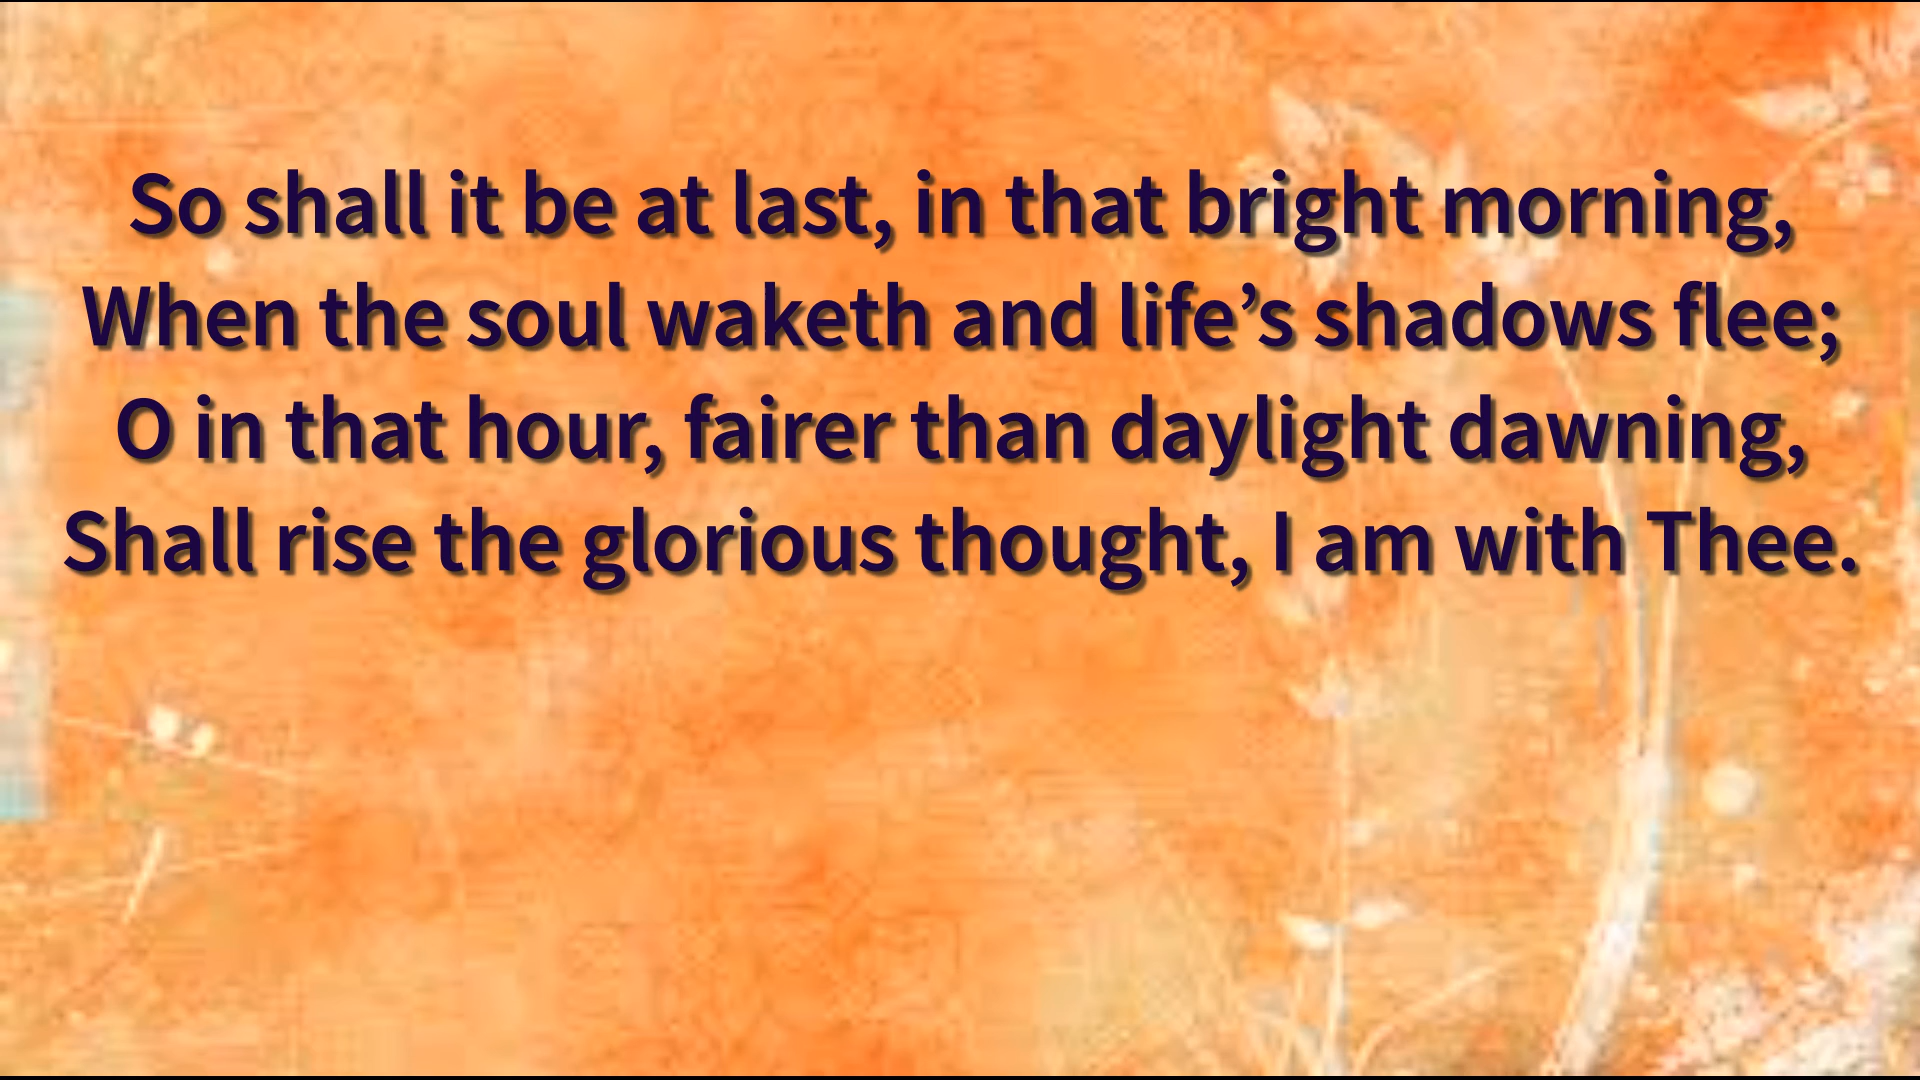 So shall it be at last, in that bright morning,
When the soul waketh and life’s shadows flee;
O in that hour, fairer than daylight dawning,
Shall rise the glorious thought, I am with Thee.